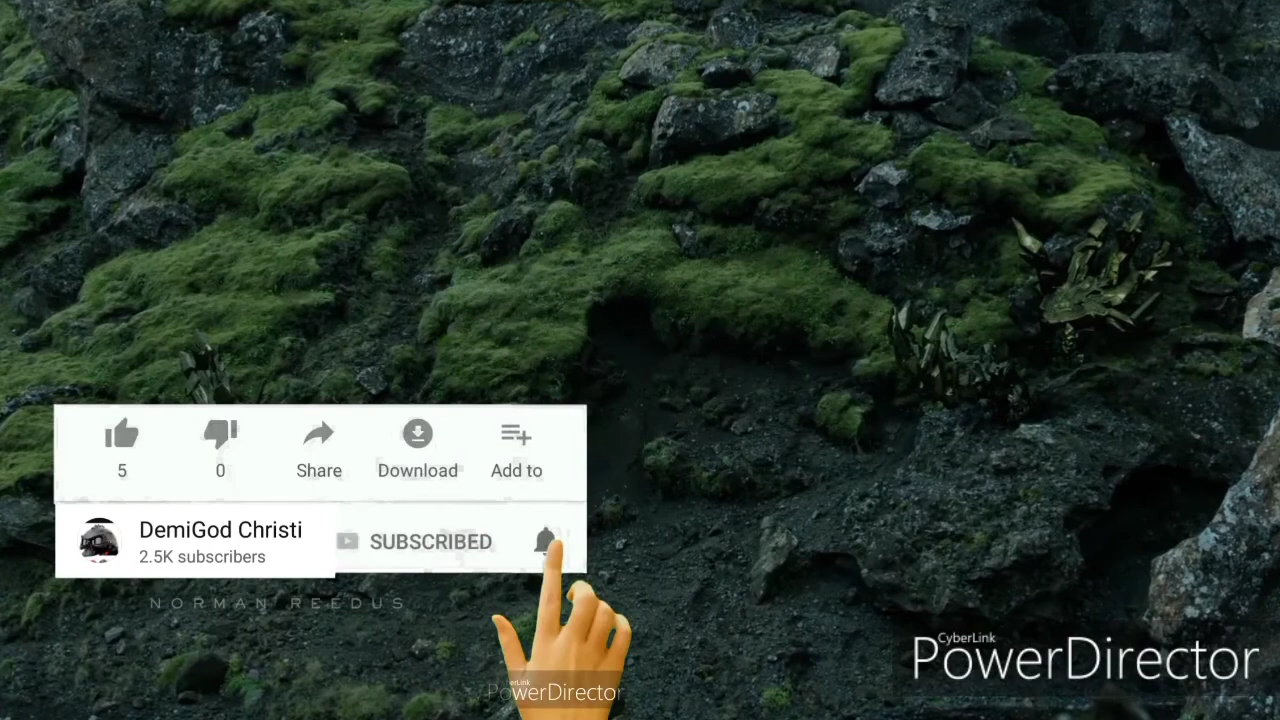 5
0
Share
Download
Add to
DemiGod Christi
2.5K subscribers
SUBSCRIBED
NORMAN REEDUS
CyberLink
PowerDirector
PowerDirector